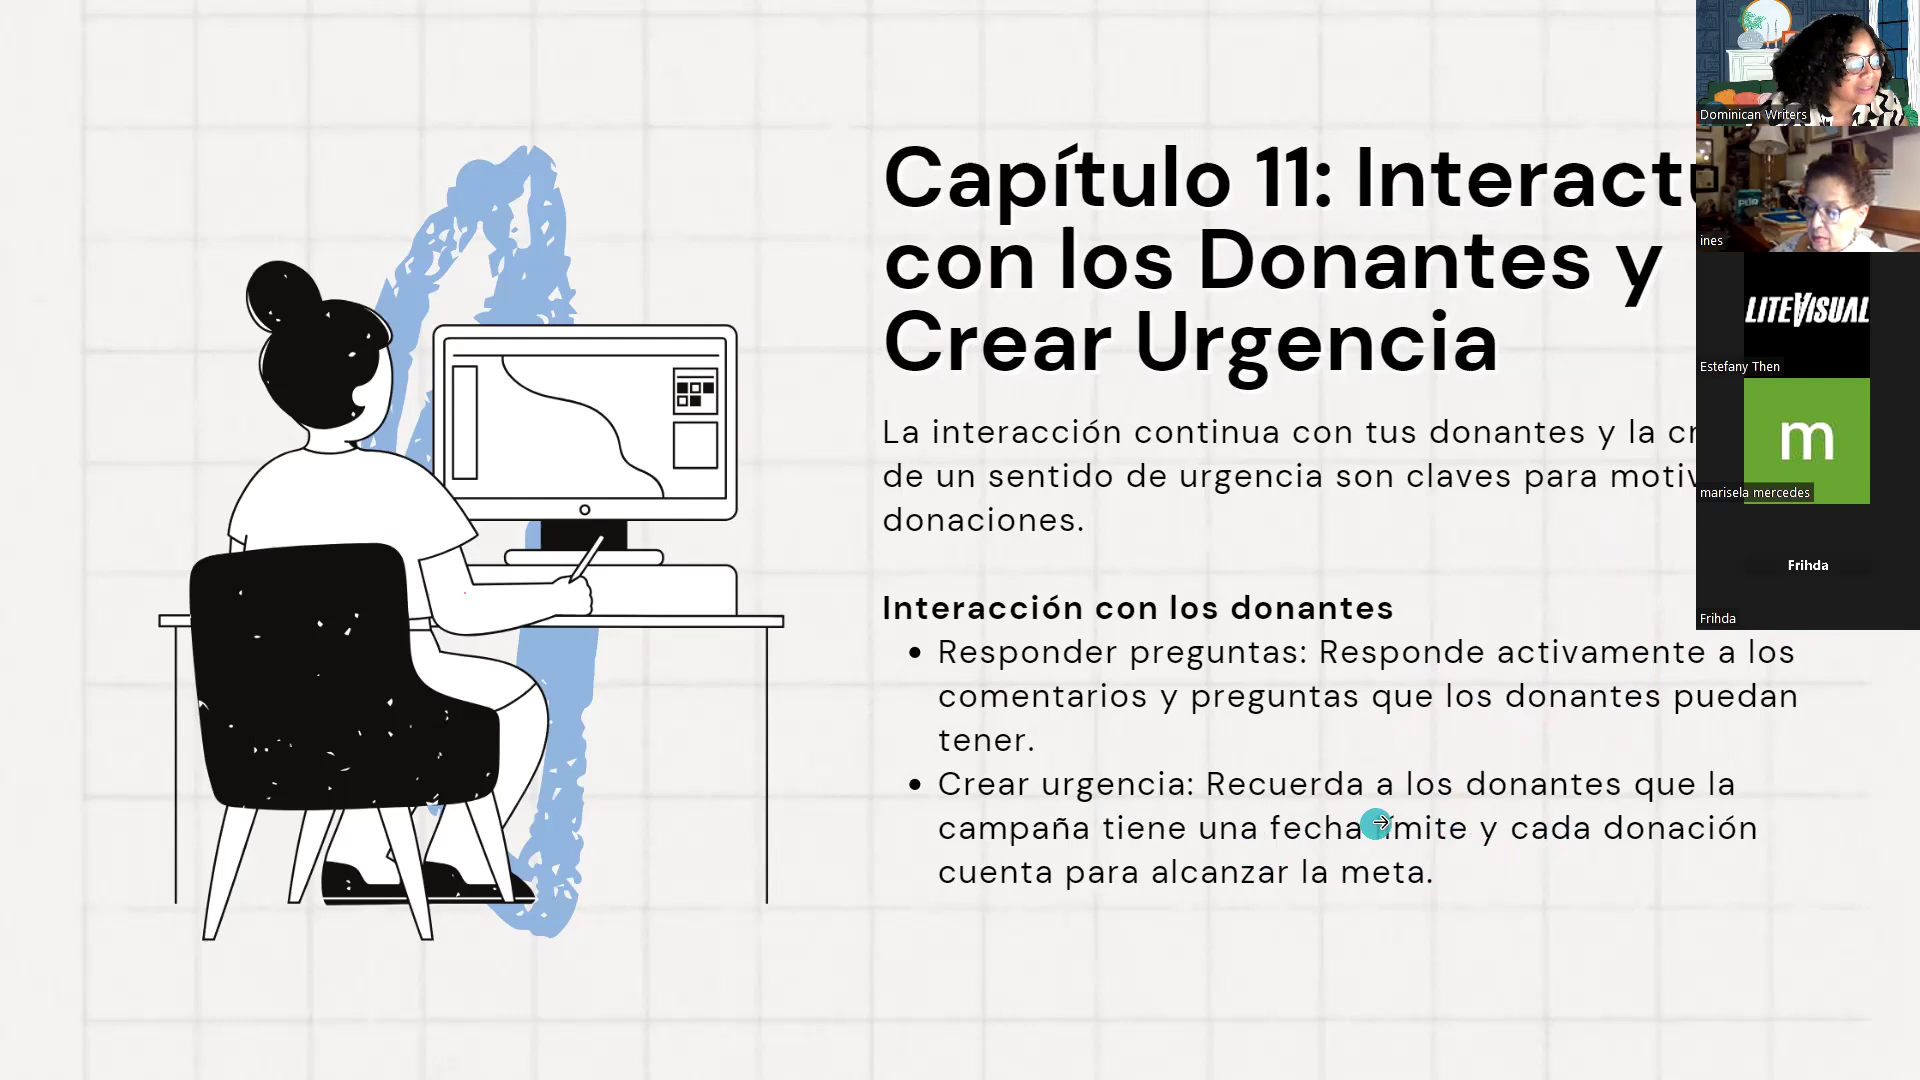 Capítulo 11: Interactu
con los Donantes y
Crear Urgencia
La interacción continua con tus donantes y la cr
de un sentido de urgencia son claves para motiv
donaciones.
Interacción con los donantes
• Responder preguntas: Responde activamente a los
comentarios y preguntas que los donantes puedan
tener.
• Crear urgencia: Recuerda a los donantes que la
campaña tiene una fecha límite y cada donación
cuenta para alcanzar la meta.
Dominican Writers
ines
LITEVISUAL
Estefany Then
m
marisela mercedes
Frihda
Frihda